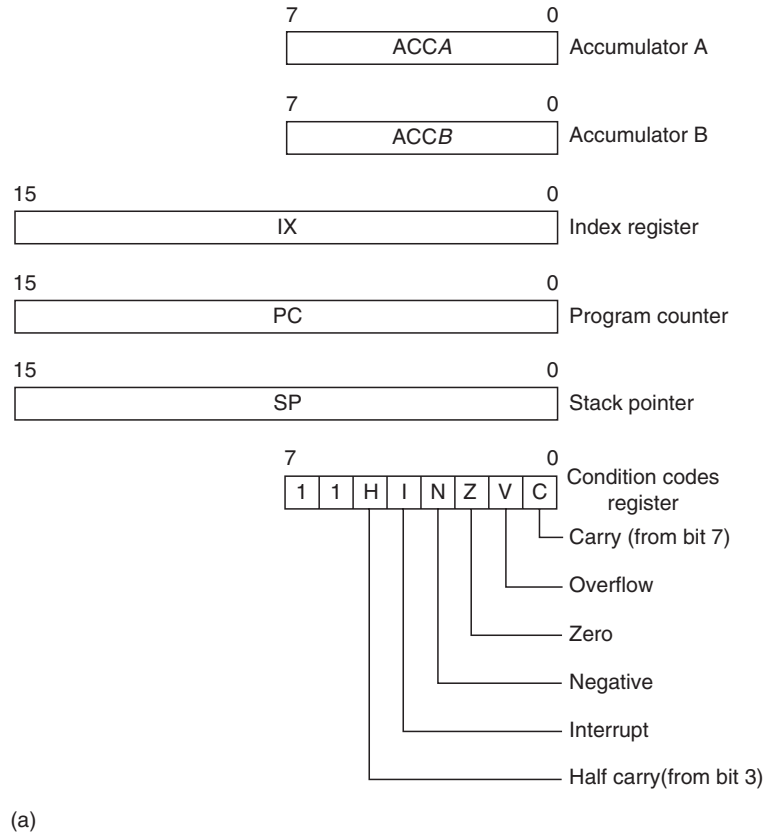 7 0
ACCA Accumulator A
7 0
ACCB Accumulator B
15 0
IX Index register
15 0
PC Program counter
15 0
SP Stack pointer
7 0
1 1 H I N Z V C Condition codes
register
Carry (from bit 7)
Overflow
Zero
Negative
Interrupt
Half carry(from bit 3)
(a)